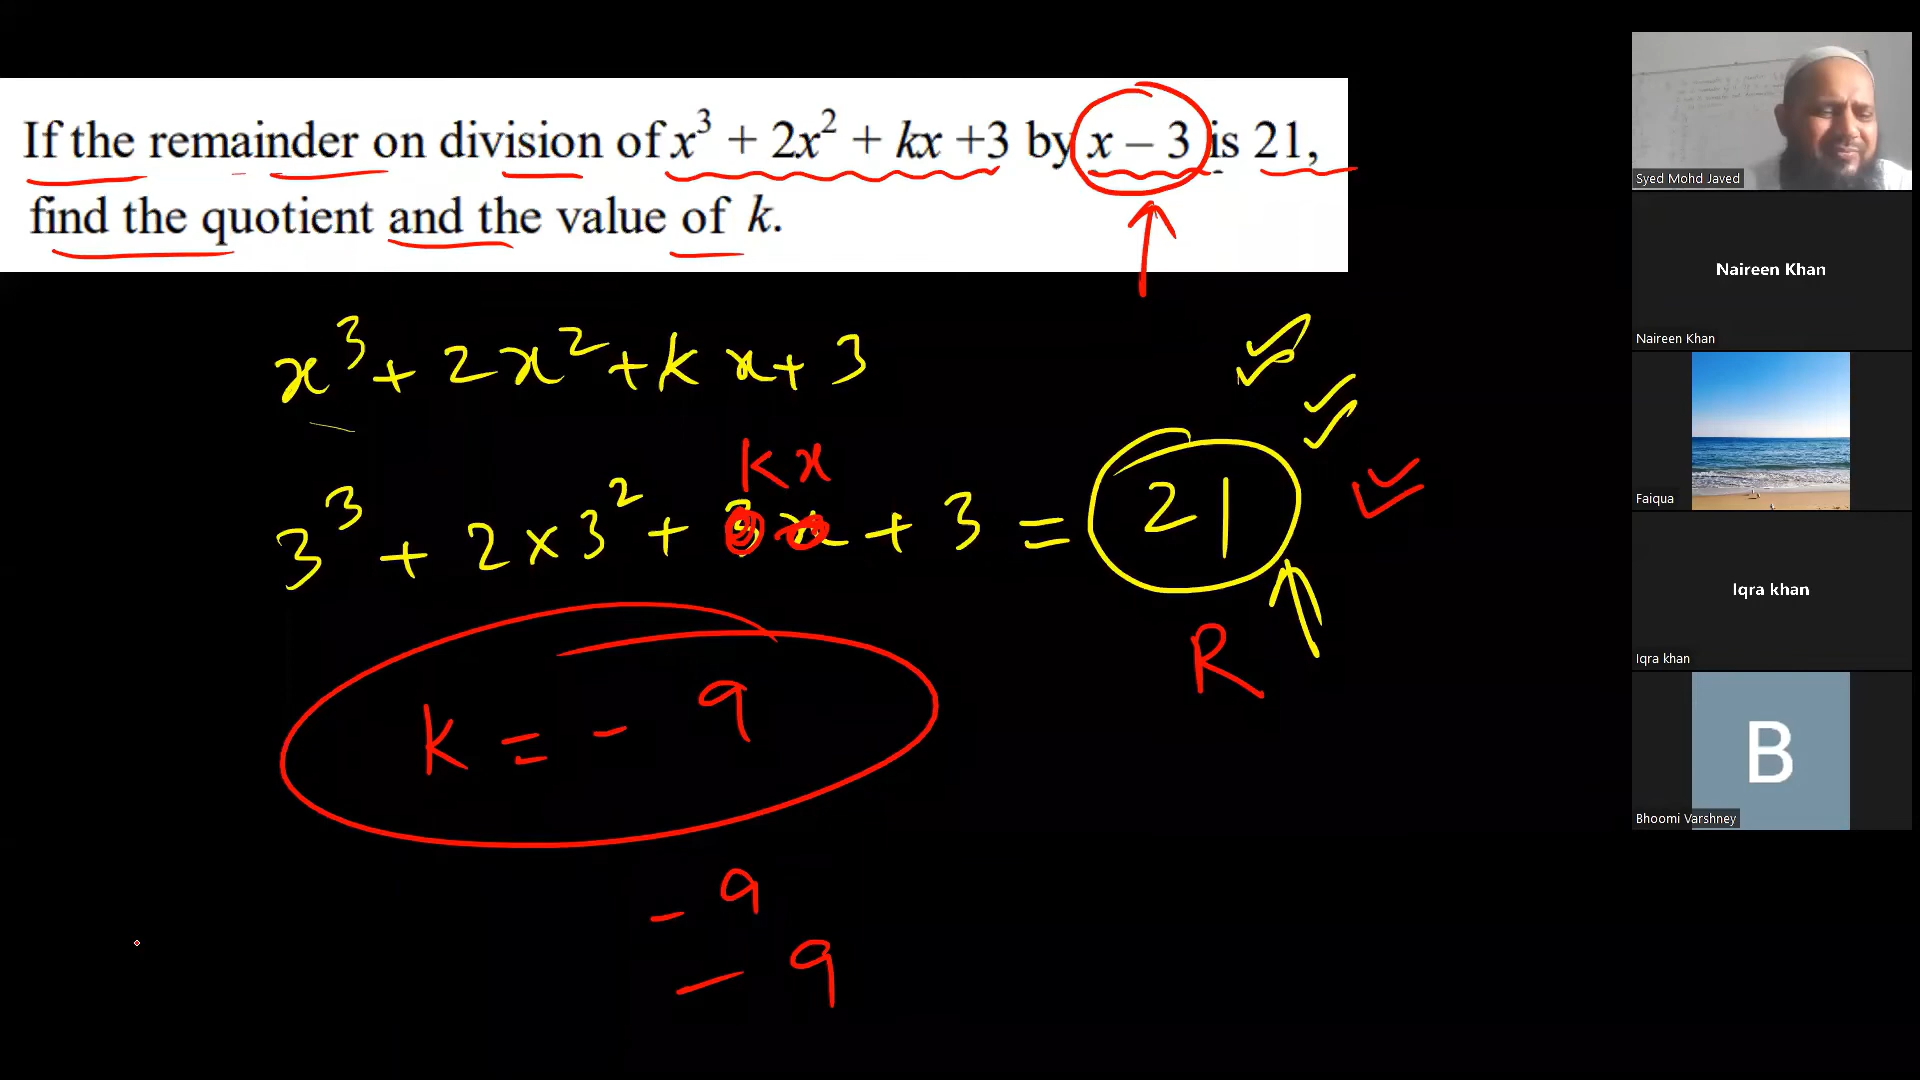 If the remainder on division of x³ + 2x² + kx +3 by x – 3 is 21,
find the quotient and the value of k.
x³ + 2x² + kx + 3
kx
3³ + 2 × 3² + + 3 = 21
R
k = - 9
- 9
- 9
Syed Mohd Javed
Naireen Khan
Naireen Khan
Faiqua
Iqra khan
Iqra khan
B
Bhoomi Varshney